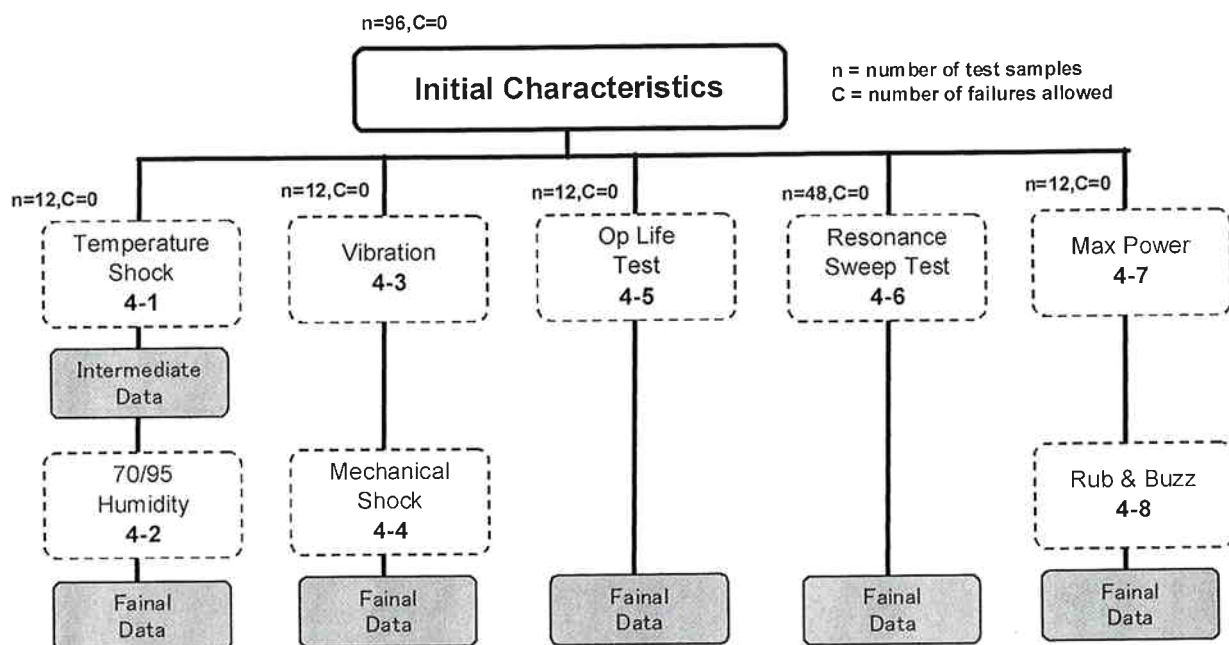 n=96,C=0
Initial Characteristics
n = number of test samples
C = number of failures allowed
n=12,C=0
Temperature
Shock
4-1
Intermediate
Data
70/95
Humidity
4-2
Fainal
Data
n=12,C=0
Vibration
4-3
Mechanical
Shock
4-4
Fainal
Data
n=12,C=0
Op Life
Test
4-5
Fainal
Data
n=48,C=0
Resonance
Sweep Test
4-6
Fainal
Data
n=12,C=0
Max Power
4-7
Rub & Buzz
4-8
Fainal
Data